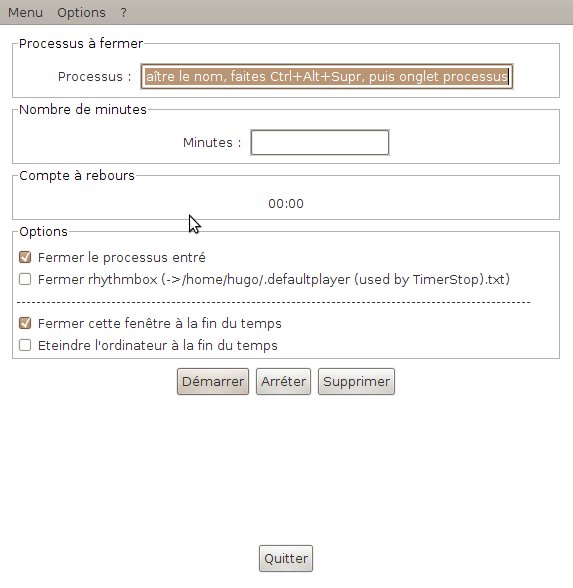 Menu Options ?
Processus à fermer
Processus : aître le nom, faites Ctrl+Alt+Supr, puis onglet processus
Nombre de minutes
Minutes :
Compte à rebours
00:00
Options
Fermer le processus entré
Fermer rhythmbox (->/home/hugo/.defaultplayer (used by TimerStop).txt)
Fermer cette fenêtre à la fin du temps
Eteindre l'ordinateur à la fin du temps
Démarrer Arréter Supprimer
Quitter